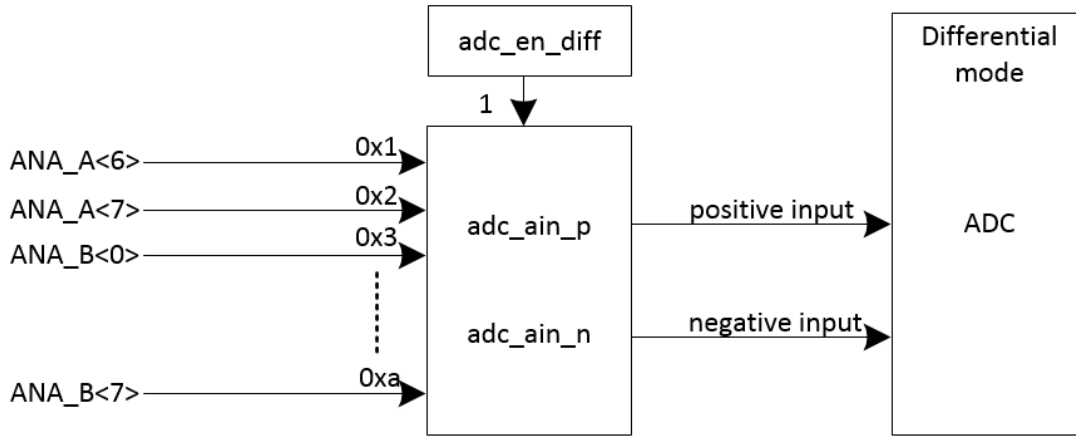 adc_en_diff
Differential
mode
1
ANA_A<6>
0x1
ANA_A<7>
0x2
ANA_B<0>
0x3
ANA_B<7>
0xa
adc_ain_p
adc_ain_n
positive input
negative input
ADC